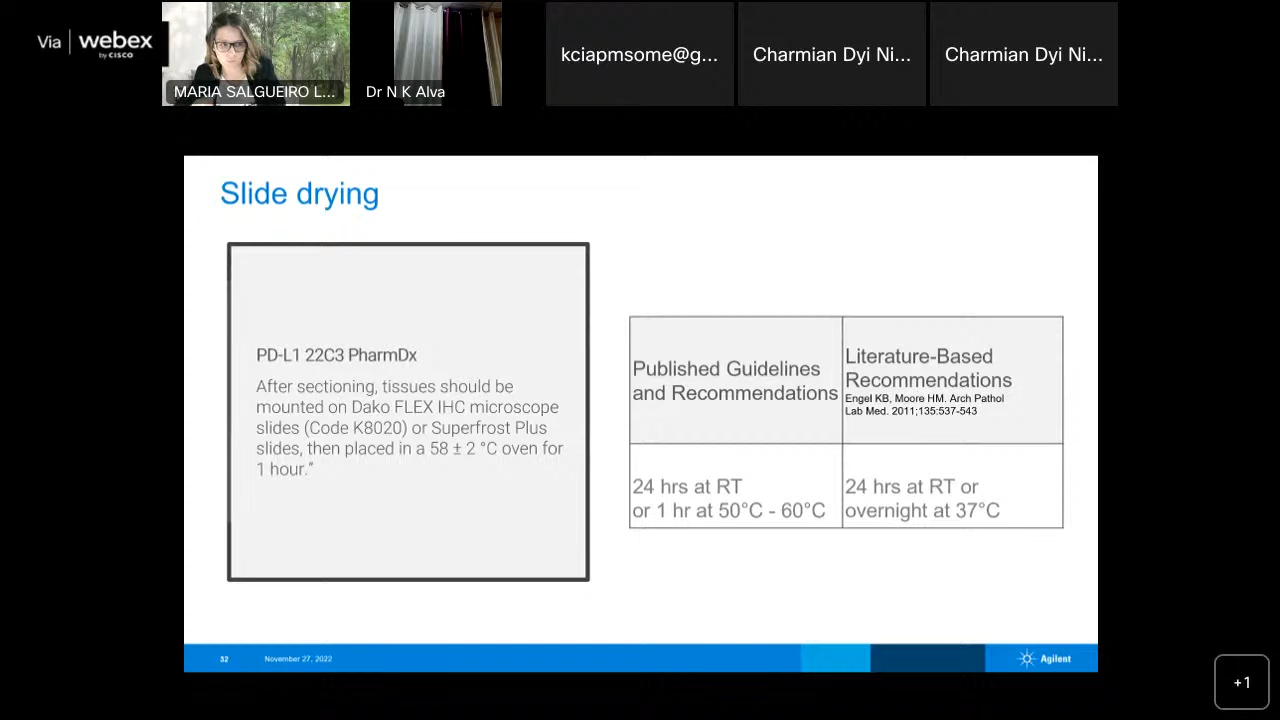 Via | webex
by CISCO
MARIA SALGUEIRO L...
Dr N K Alva
kciapmsome@g...
Charmian Dyi Ni...
Charmian Dyi Ni...
Slide drying
PD-L1 22C3 PharmDx
After sectioning, tissues should be
mounted on Dako FLEX IHC microscope
slides (Code K8020) or Superfrost Plus
slides, then placed in a 58 ± 2 °C oven for
1 hour.”
Published Guidelines
and Recommendations
Literature-Based
Recommendations
Engel KB, Moore HM. Arch Pathol
Lab Med. 2011;135:537-543
24 hrs at RT
or 1 hr at 50°C - 60°C
24 hrs at RT or
overnight at 37°C
32
November 27, 2022
Agilent
+1